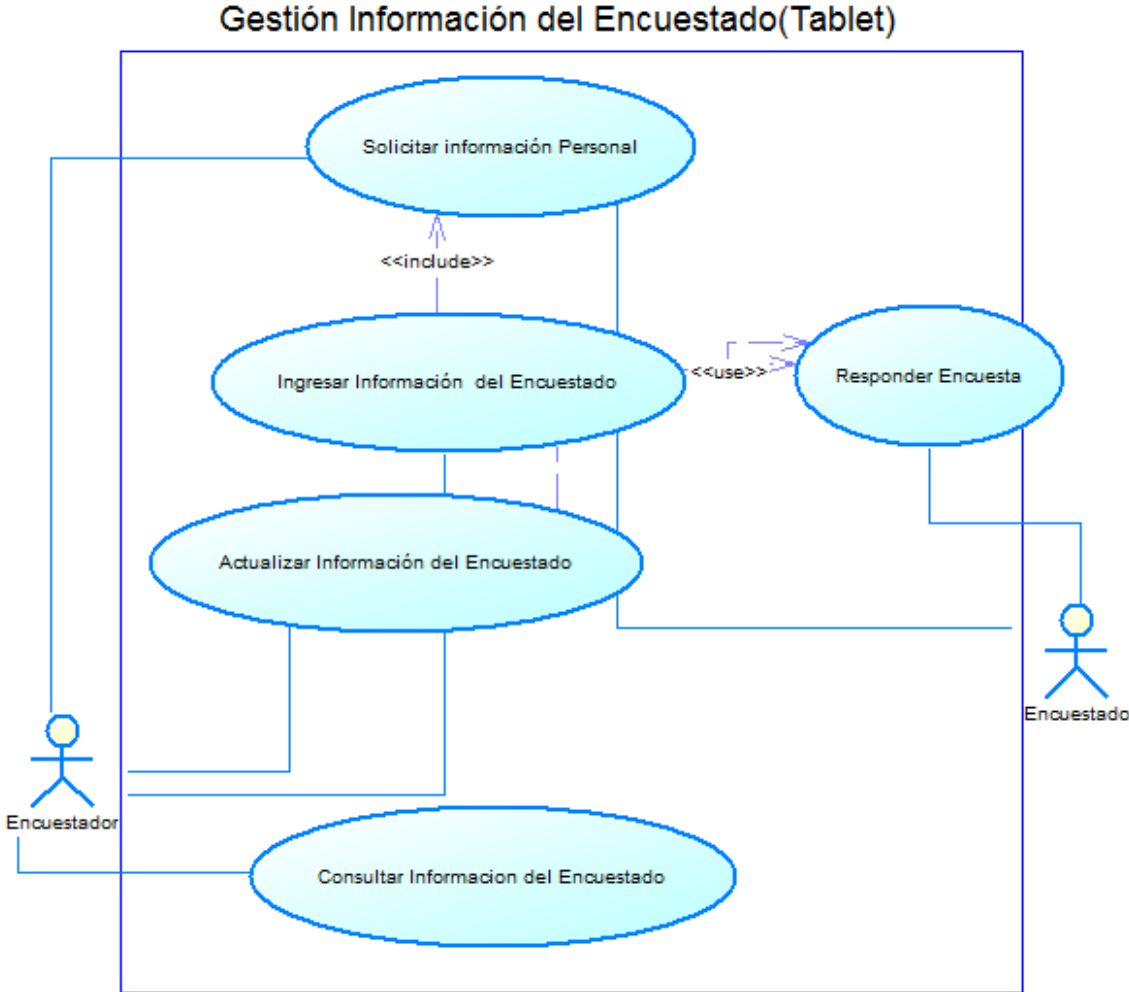 Gestión Información del Encuestado(Tablet)
Solicitar información Personal
<<include>>
Ingresar Información del Encuestado
<<use>>
Responder Encuesta
Actualizar Información del Encuestado
Encuestado
Encuestador
Consultar Informacion del Encuestado